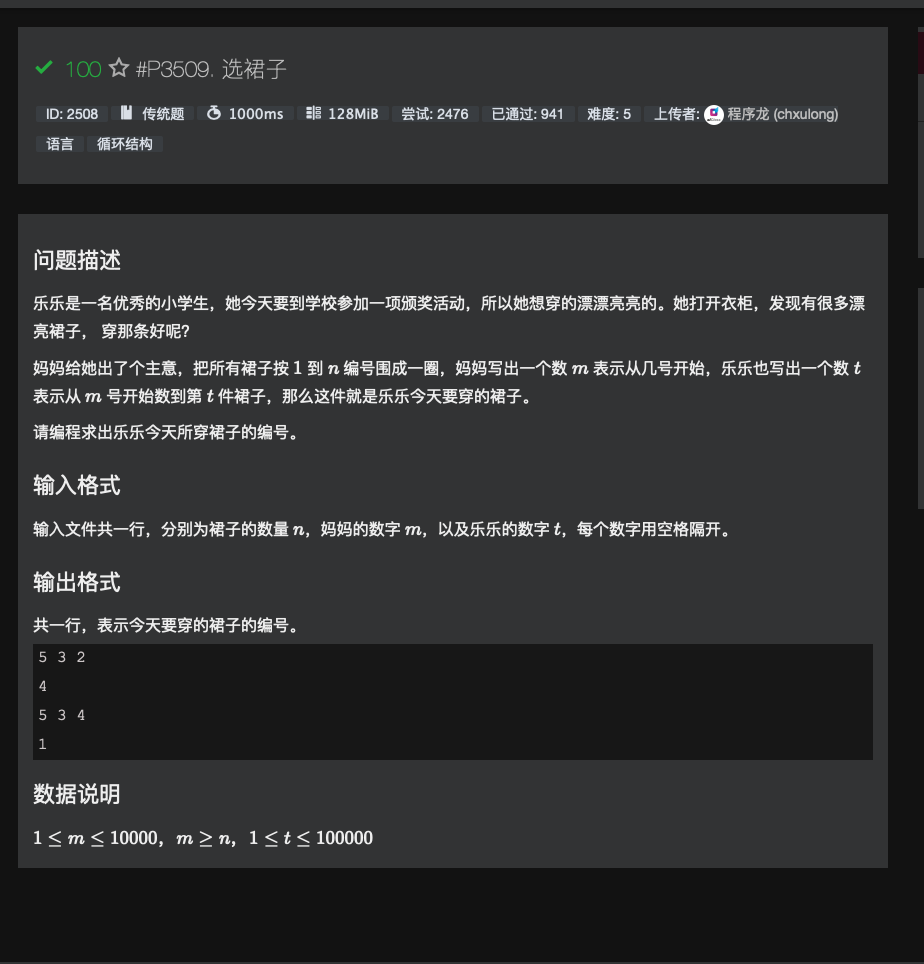 100 #P3509. 选裙子
ID: 2508 传统题 1000ms 128MiB 尝试: 2476 已通过: 941 难度: 5 上传者: 程序龙 (chxulong)
语言 循环结构
问题描述
乐乐是一名优秀的小学生，她今天要到学校参加一项颁奖活动，所以她想穿的漂漂亮亮的。她打开衣柜，发现有很多漂
亮裙子， 穿那条好呢?
妈妈给她出了个主意，把所有裙子按 1 到 n 编号围成一圈，妈妈写出一个数 m 表示从几号开始，乐乐也写出一个数 t
表示从 m 号开始数到第 t 件裙子，那么这件就是乐乐今天要穿的裙子。
请编程求出乐乐今天所穿裙子的编号。
输入格式
输入文件共一行，分别为裙子的数量 n，妈妈的数字 m，以及乐乐的数字 t，每个数字用空格隔开。
输出格式
共一行，表示今天要穿的裙子的编号。
5 3 2
4
5 3 4
1
数据说明
1 ≤ m ≤ 10000，m ≥ n，1 ≤ t ≤ 100000